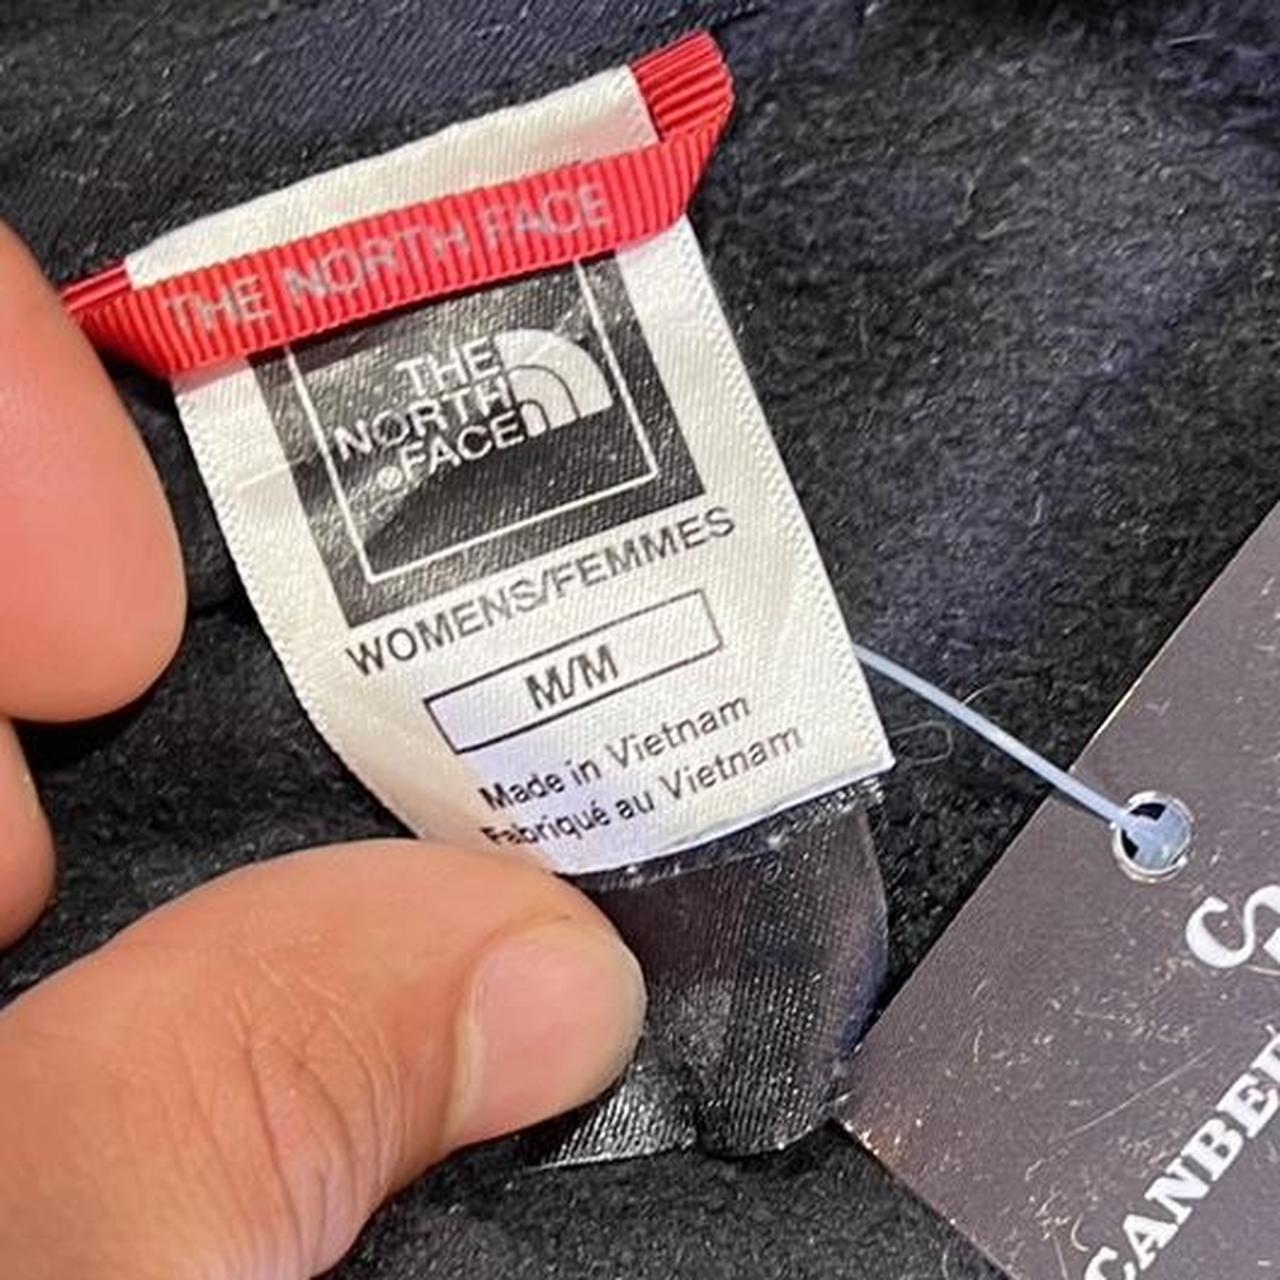 THE NORTH FACE
THE
NORTH
FACE
WOMENS/FEMMES
M/M
Made in Vietnam
Fabriqué au Vietnam